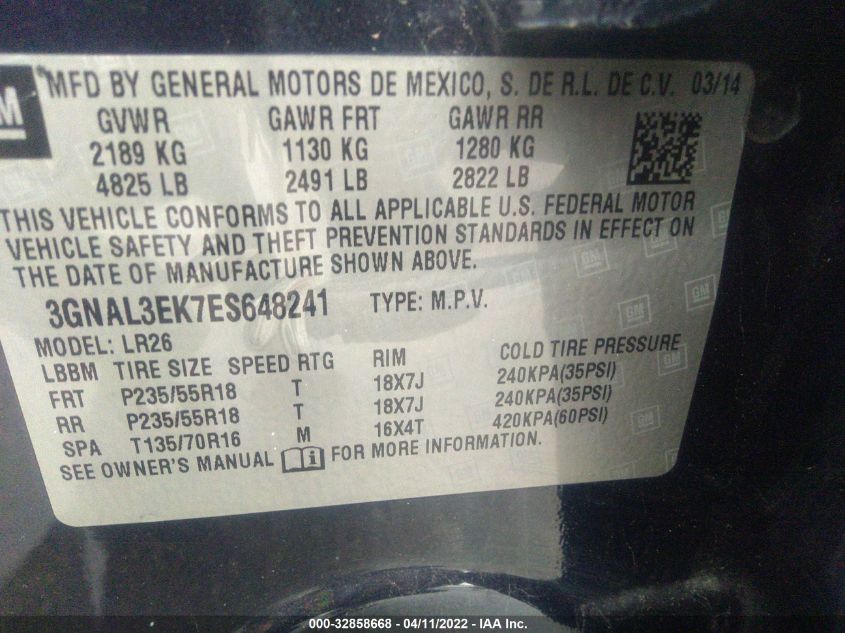 GM
MFD BY GENERAL MOTORS DE MEXICO, S. DE R.L. DE C.V. 03/14
GVWR GAWR FRT GAWR RR
2189 KG 1130 KG 1280 KG
4825 LB 2491 LB 2822 LB
THIS VEHICLE CONFORMS TO ALL APPLICABLE U.S. FEDERAL MOTOR
VEHICLE SAFETY AND THEFT PREVENTION STANDARDS IN EFFECT ON
THE DATE OF MANUFACTURE SHOWN ABOVE.
3GNAL3EK7ES648241 TYPE: M.P.V.
MODEL: LR26
LBBM TIRE SIZE SPEED RTG RIM COLD TIRE PRESSURE
FRT P235/55R18 T 18X7J 240KPA(35PSI)
RR P235/55R18 T 18X7J 240KPA(35PSI)
SPA T135/70R16 M 16X4T 420KPA(60PSI)
SEE OWNER'S MANUAL i FOR MORE INFORMATION.
000-32858668 - 04/11/2022 - IAA Inc.